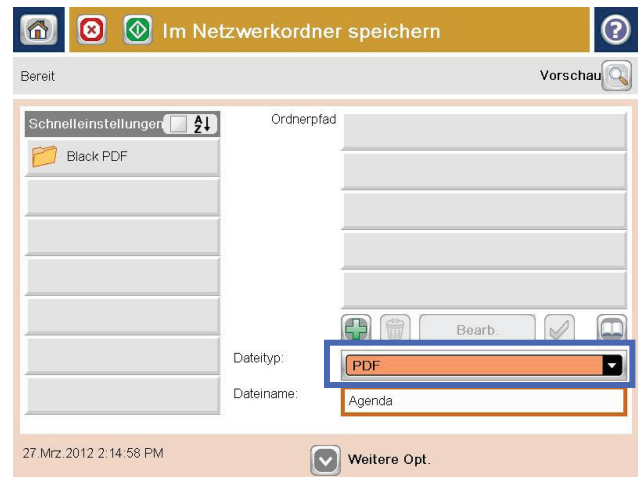 Im Netzwerkordner speichern
Bereit
Vorschau
Schnelleinstellungen
A
Z
Ordnerpfad
Black PDF
Bearb.
Dateityp:
PDF
Dateiname:
Agenda
27.Mrz.2012 2:14:58 PM
Weitere Opt.